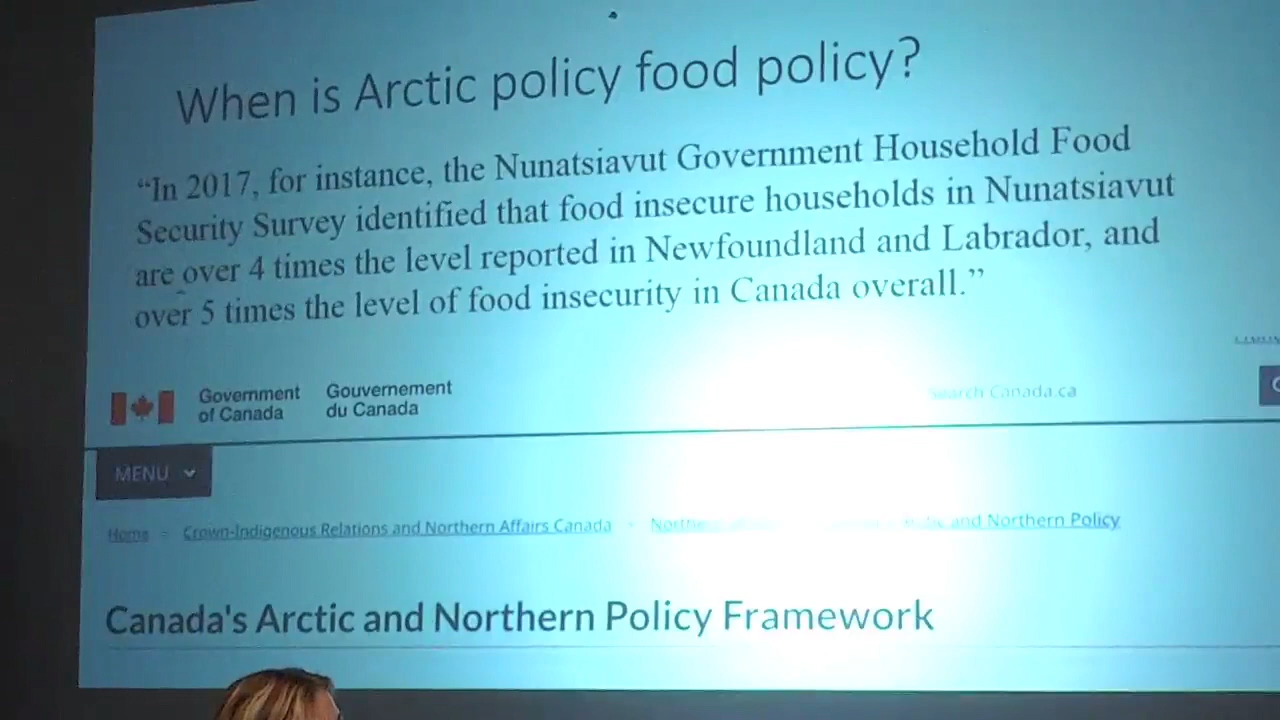 When is Arctic policy food policy?
“In 2017, for instance, the Nunatsiavut Government Household Food
Security Survey identified that food insecure households in Nunatsiavut
are over 4 times the level reported in Newfoundland and Labrador, and
over 5 times the level of food insecurity in Canada overall.”
Government Gouvernement
of Canada du Canada
Search Canada.ca
MENU
Home Crown-Indigenous Relations and Northern Affairs Canada and Northern Policy
Canada's Arctic and Northern Policy Framework